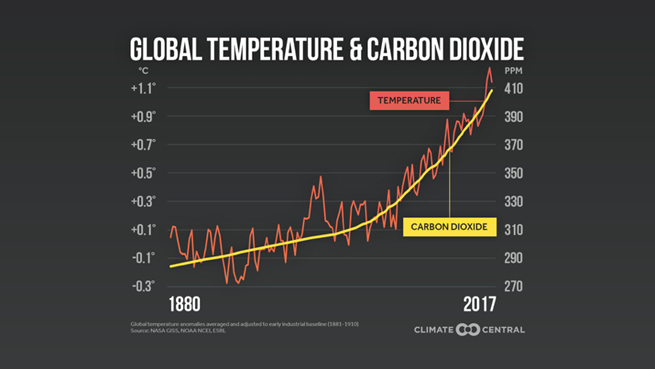 GLOBAL TEMPERATURE & CARBON DIOXIDE
°C PPM
+1.1° 410
TEMPERATURE
+0.9° 390
+0.7° 370
+0.5° 350
+0.3° 330
CARBON DIOXIDE
+0.1° 310
-0.1° 290
-0.3° 270
1880 2017
Global temperature anomalies averaged and adjusted to early industrial baseline (1881-1910)
Source: NASA GISS, NOAA NCEI, ESRL
CLIMATE CENTRAL